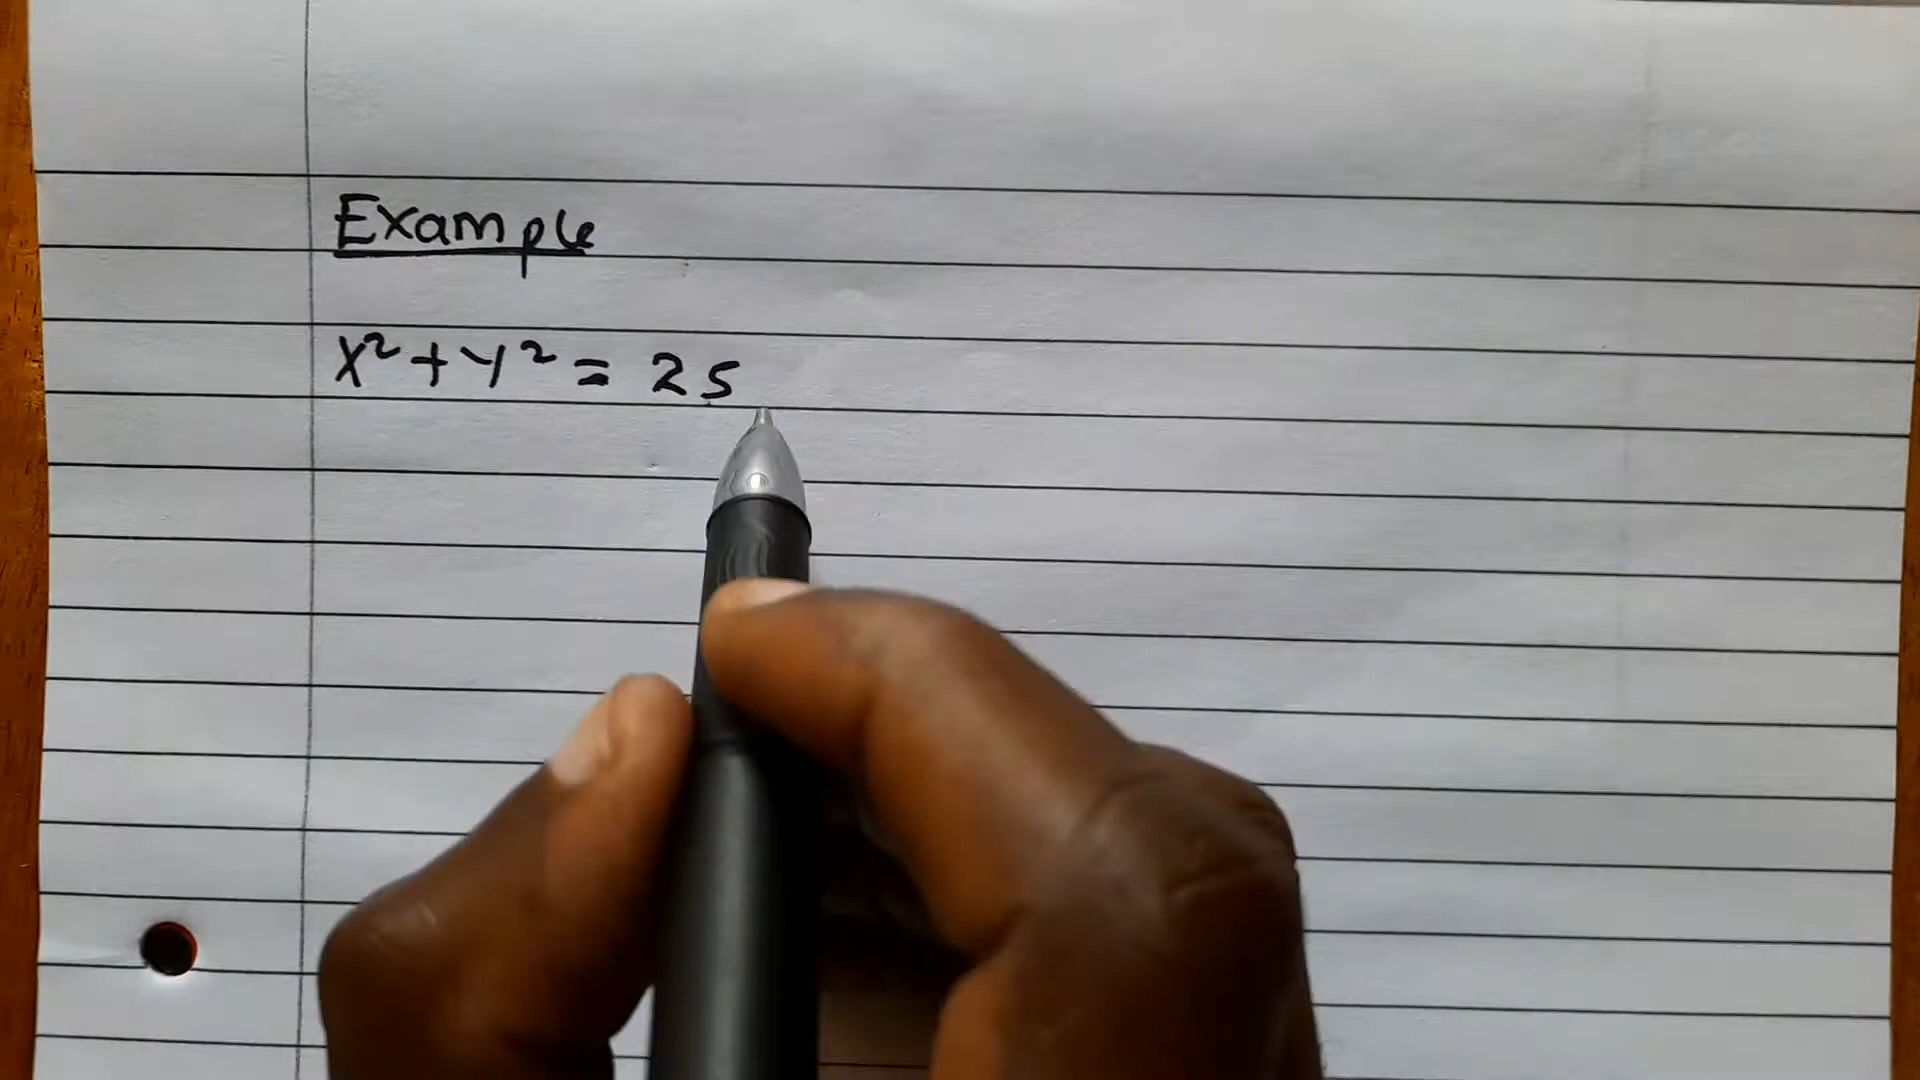 Example
x² + y² = 25